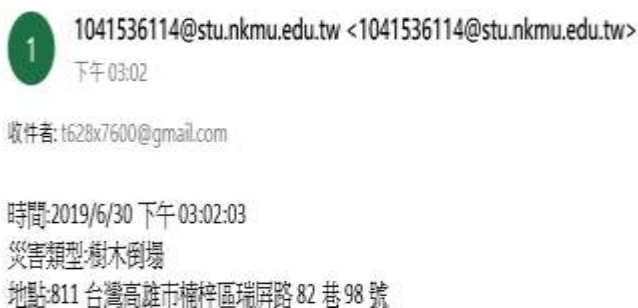 1
1041536114@stu.nkmu.edu.tw <1041536114@stu.nkmu.edu.tw>
下午 03:02
收件者: t628x7600@gmail.com
時間:2019/6/30 下午 03:02:03
災害類型:樹木倒塌
地點:811 台灣高雄市楠梓區瑞屏路 82 巷 98 號